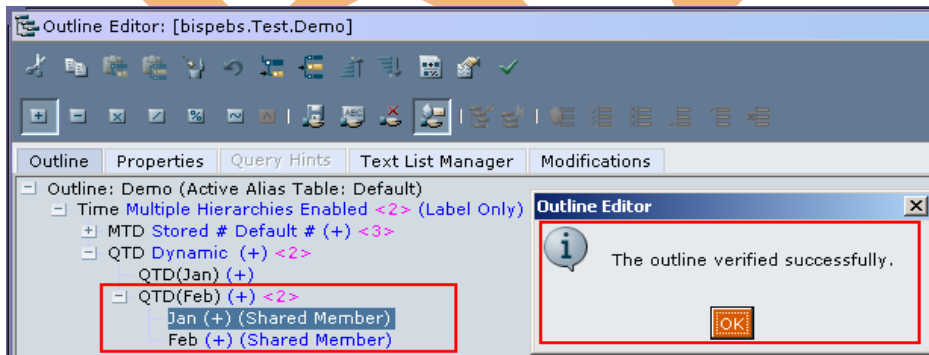 Outline Editor: [bispebs.Test.Demo]
Outline Properties Query Hints Text List Manager Modifications
Outline: Demo (Active Alias Table: Default)
Time Multiple Hierarchies Enabled <2> (Label Only)
MTD Stored # Default # (+) <3>
QTD Dynamic (+) <2>
QTD(Jan) (+)
QTD(Feb) (+) <2>
Jan (+) (Shared Member)
Feb (+) (Shared Member)
Outline Editor
The outline verified successfully.
OK